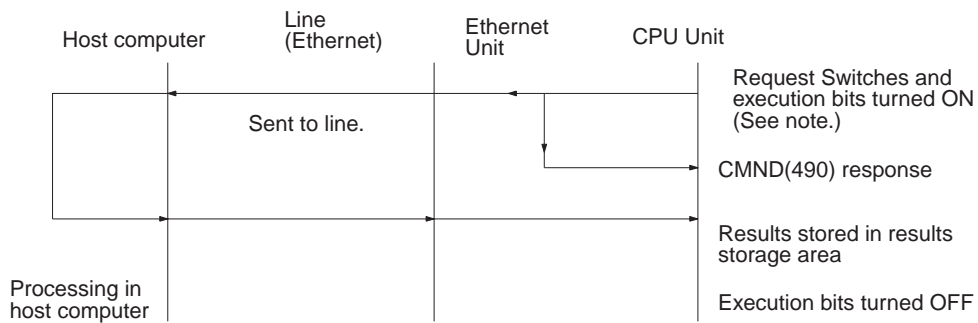 Host computer
Line
(Ethernet)
Ethernet
Unit
CPU Unit
Request Switches and
execution bits turned ON
(See note.)
Sent to line.
CMND(490) response
Results stored in results
storage area
Processing in
host computer
Execution bits turned OFF